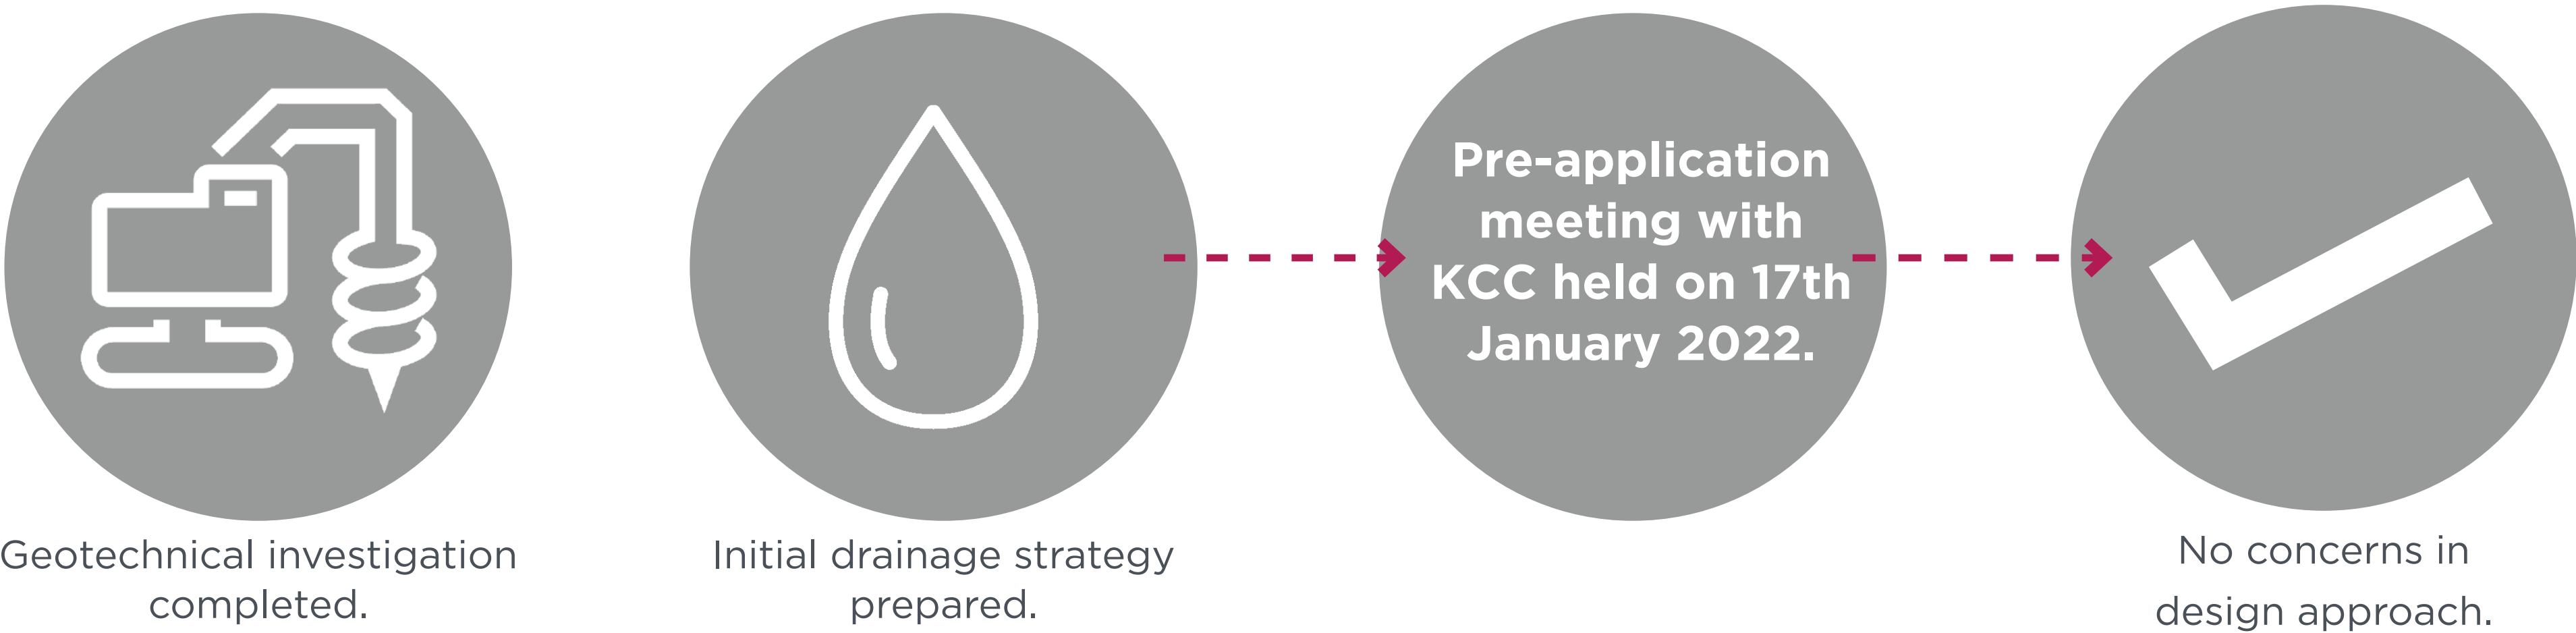 Geotechnical investigation
completed.
Initial drainage strategy
prepared.
Pre-application
meeting with
KCC held on 17th
January 2022.
No concerns in
design approach.